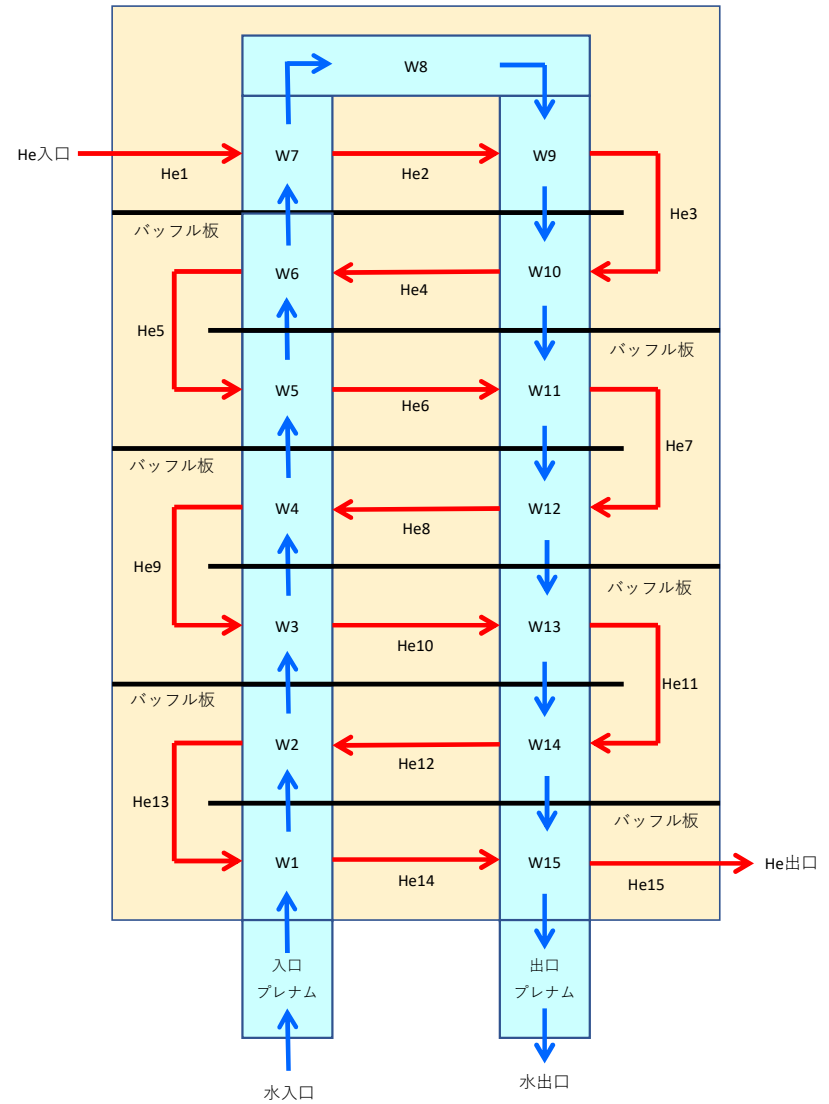 W8
He入口
He1
W7
He2
W9
He3
バッフル板
W6
He4
W10
He5
バッフル板
W5
He6
W11
バッフル板
He7
W4
He8
W12
He9
バッフル板
W3
He10
W13
He11
バッフル板
W2
He12
W14
He13
バッフル板
W1
He14
W15
He15
He出口
入口
プレナム
出口
プレナム
水入口
水出口